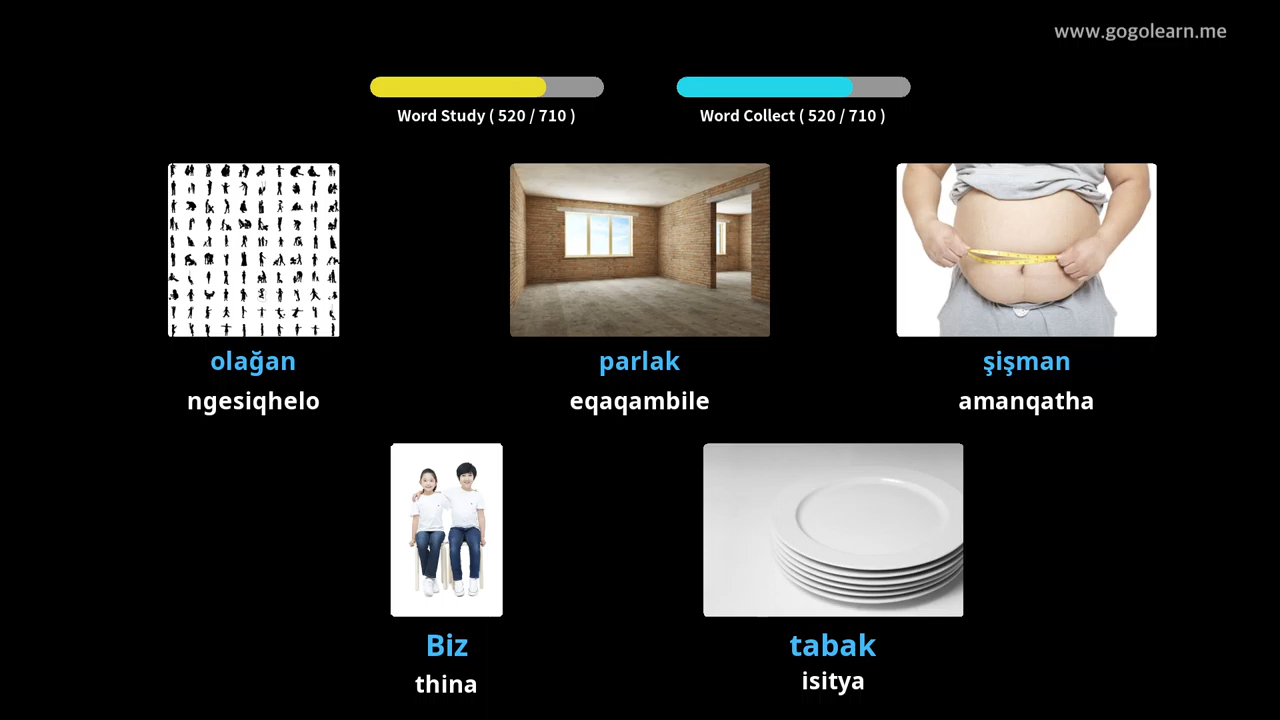 www.gogolearn.me
Word Study ( 520 / 710 )
Word Collect ( 520 / 710 )
olağan
parlak
şişman
ngesiqhelo
eqaqambile
amanqatha
Biz
tabak
thina
isitya